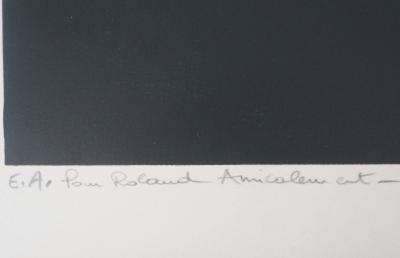 E.A. Pour Roland Amicalement -